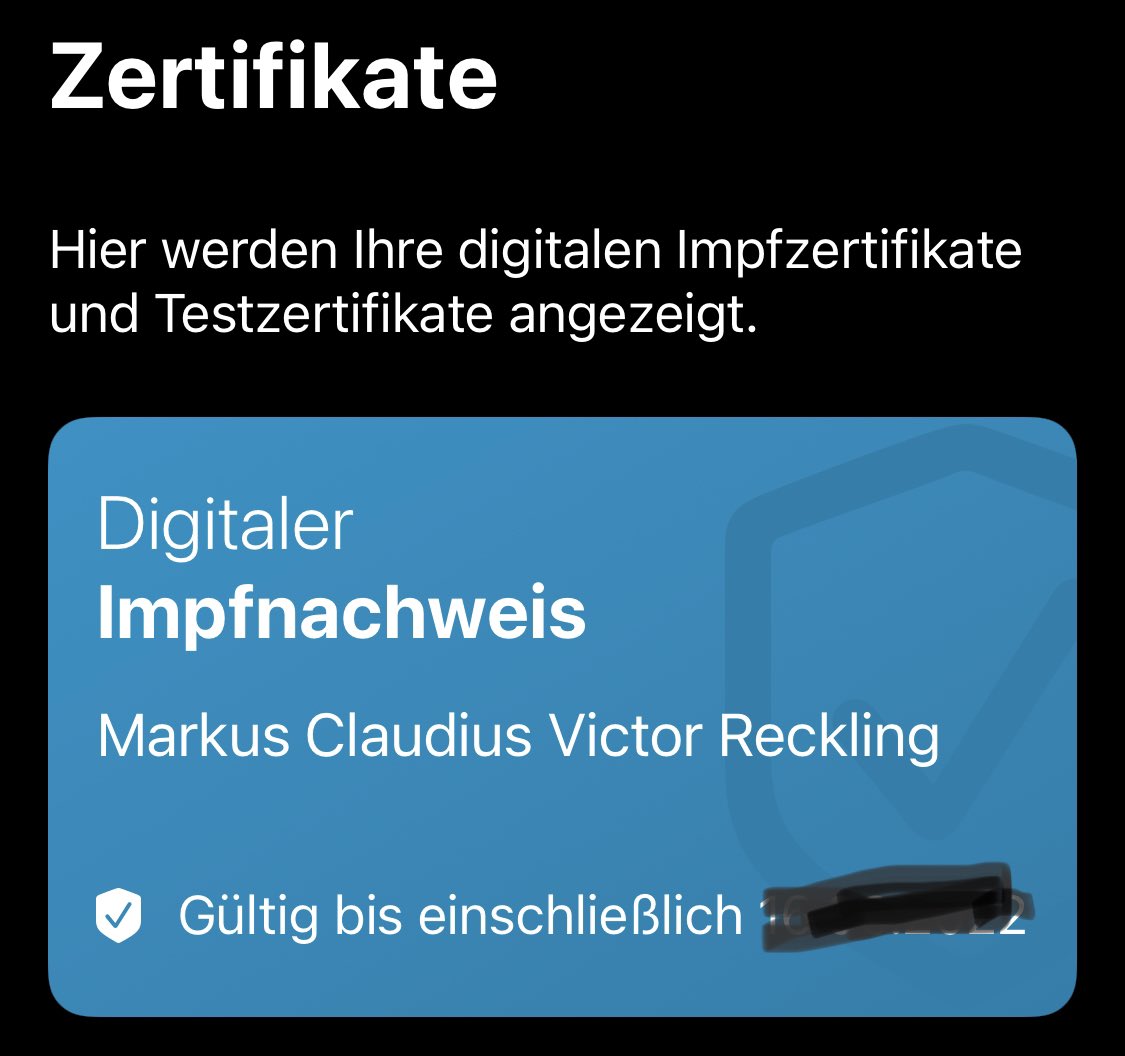 Zertifikate
Hier werden Ihre digitalen Impfzertifikate
und Testzertifikate angezeigt.
Digitaler
Impfnachweis
Markus Claudius Victor Reckling
Gültig bis einschließlich